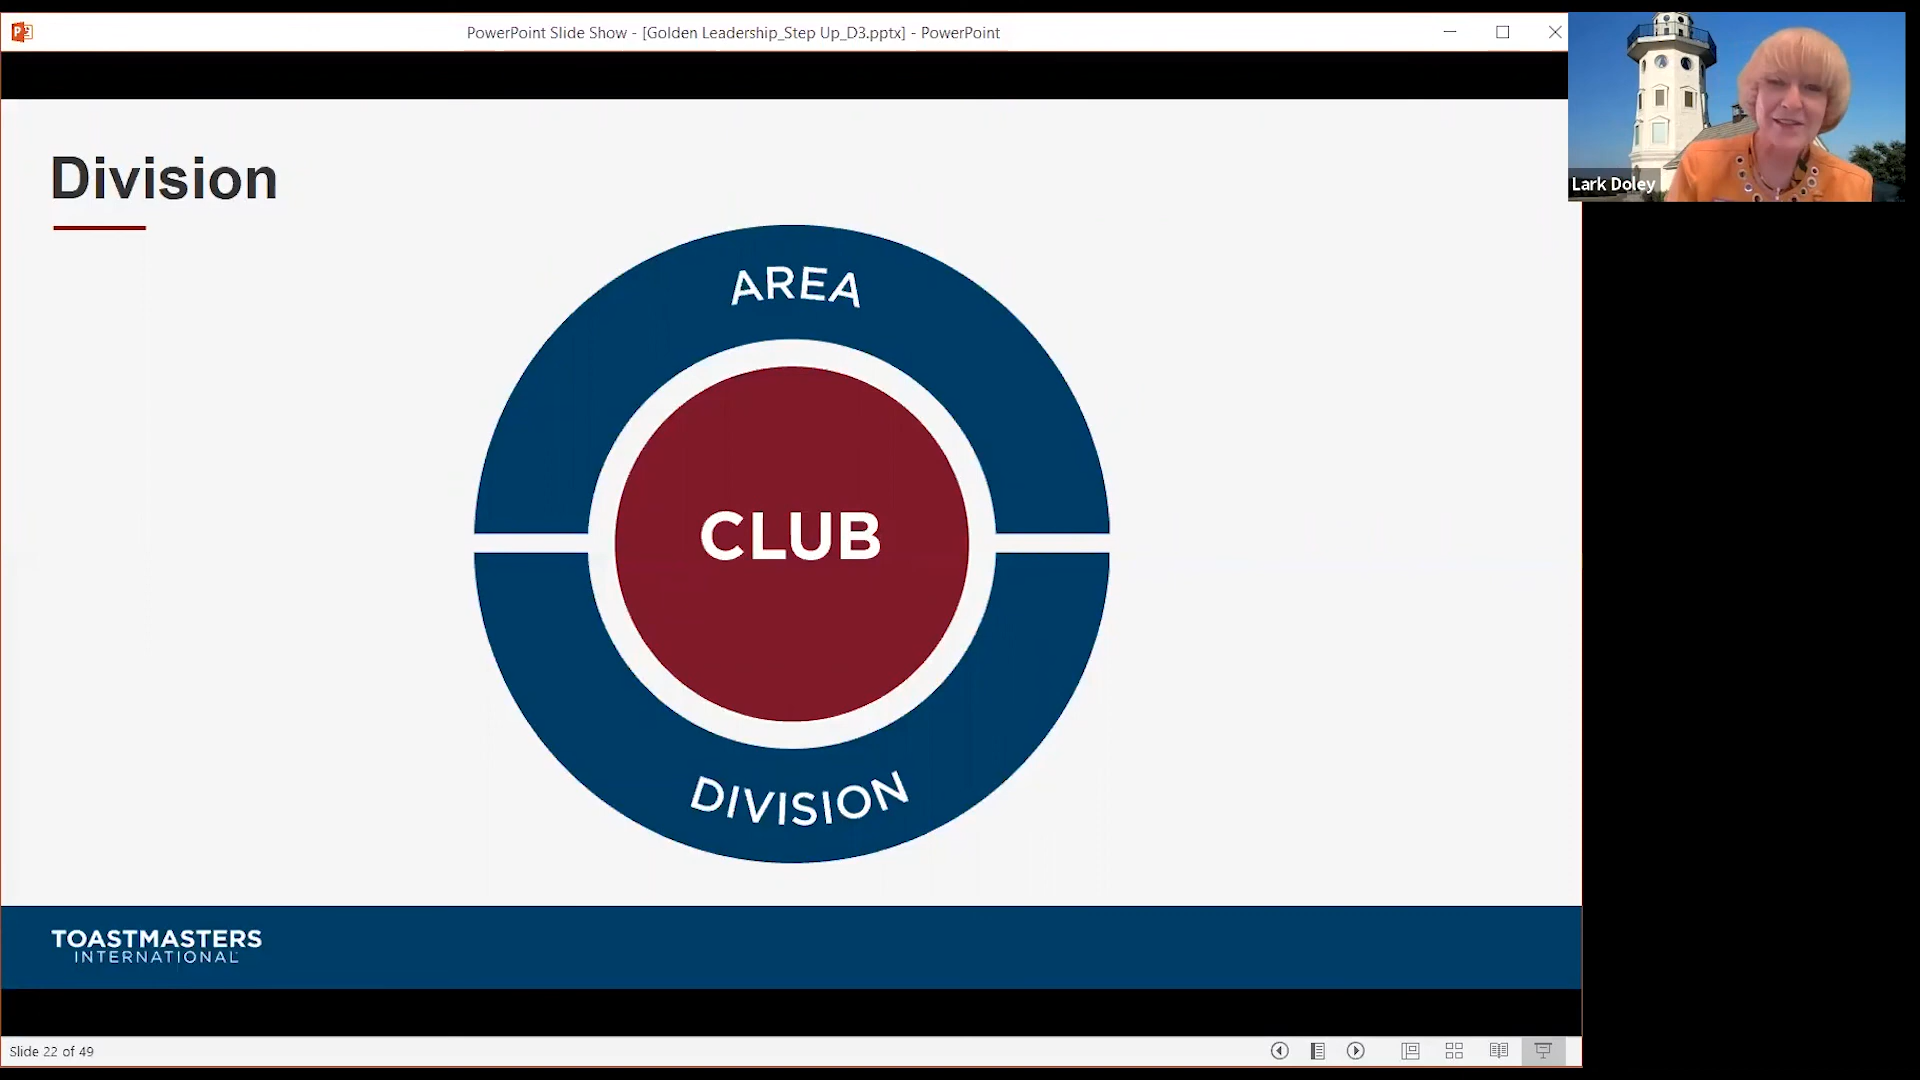 PowerPoint Slide Show - [Golden Leadership_Step Up_D3.pptx] - PowerPoint
Lark Doley
Division
AREA
CLUB
DIVISION
TOASTMASTERS
INTERNATIONAL
Slide 22 of 49